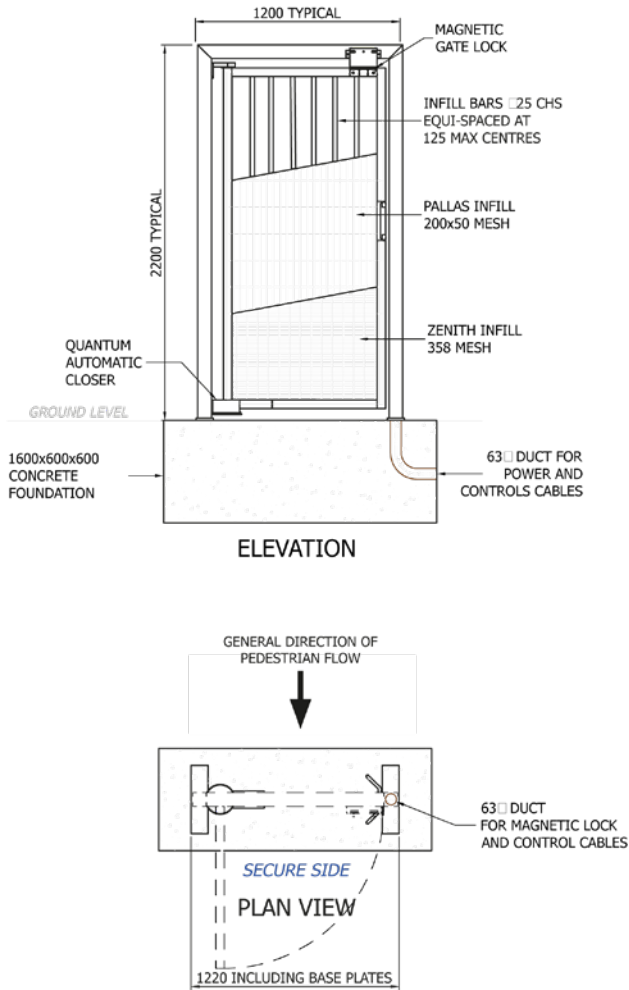 1200 TYPICAL
MAGNETIC
GATE LOCK
INFILL BARS □25 CHS
EQUI-SPACED AT
125 MAX CENTRES
PALLAS INFILL
200x50 MESH
2200 TYPICAL
ZENITH INFILL
358 MESH
QUANTUM
AUTOMATIC
CLOSER
GROUND LEVEL
1600x600x600
CONCRETE
FOUNDATION
63□ DUCT FOR
POWER AND
CONTROLS CABLES
ELEVATION
GENERAL DIRECTION OF
PEDESTRIAN FLOW
63□ DUCT
FOR MAGNETIC LOCK
AND CONTROL CABLES
SECURE SIDE
PLAN VIEW
1220 INCLUDING BASE PLATES